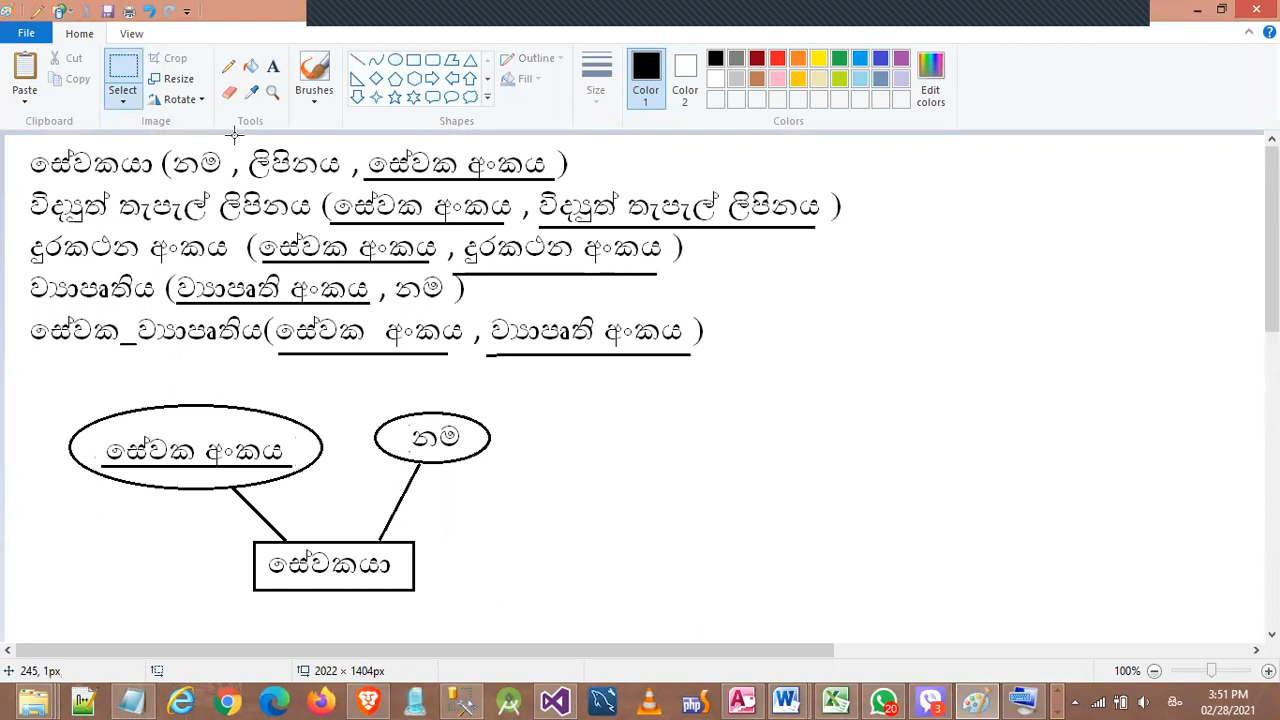 File
Home
View
Paste
Cut
Copy
Clipboard
Select
Crop
Resize
Rotate
Image
A
Tools
Brushes
Shapes
Outline
Fill
Size
Color 1
Color 2
Edit colors
Colors
සේවකයා (නම , ලිපිනය , සේවක අංකය )
විද්‍යුත් තැපැල් ලිපිනය (සේවක අංකය , විද්‍යුත් තැපැල් ලිපිනය )
දුරකථන අංකය (සේවක අංකය , දුරකථන අංකය )
ව්‍යාපෘතිය (ව්‍යාපෘති අංකය , නම )
සේවක_ව්‍යාපෘතිය(සේවක අංකය , ව්‍යාපෘති අංකය )
සේවක අංකය
නම
සේවකයා
245, 1px
2022 × 1404px
100%
php
20
3
3:51 PM
02/28/2021